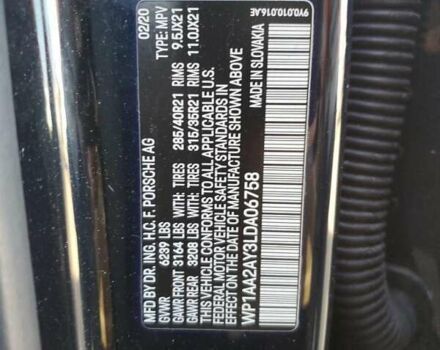 MFD BY DR. ING. H.C. F. PORSCHE AG 02/20
GVWR 6239 LBS TYPE: MPV
GAWR FRONT 3164 LBS WITH: TIRES 285/40R21 RIMS 9.5JX21
GAWR REAR 3208 LBS WITH: TIRES 315/35R21 RIMS 11.0JX21
THIS VEHICLE CONFORMS TO ALL APPLICABLE U.S.
FEDERAL MOTOR VEHICLE SAFETY STANDARDS IN
EFFECT ON THE DATE OF MANUFACTURE SHOWN ABOVE
WP1AA2AY3LDA06758
MADE IN SLOVAKIA
9Y0.010.016.AE